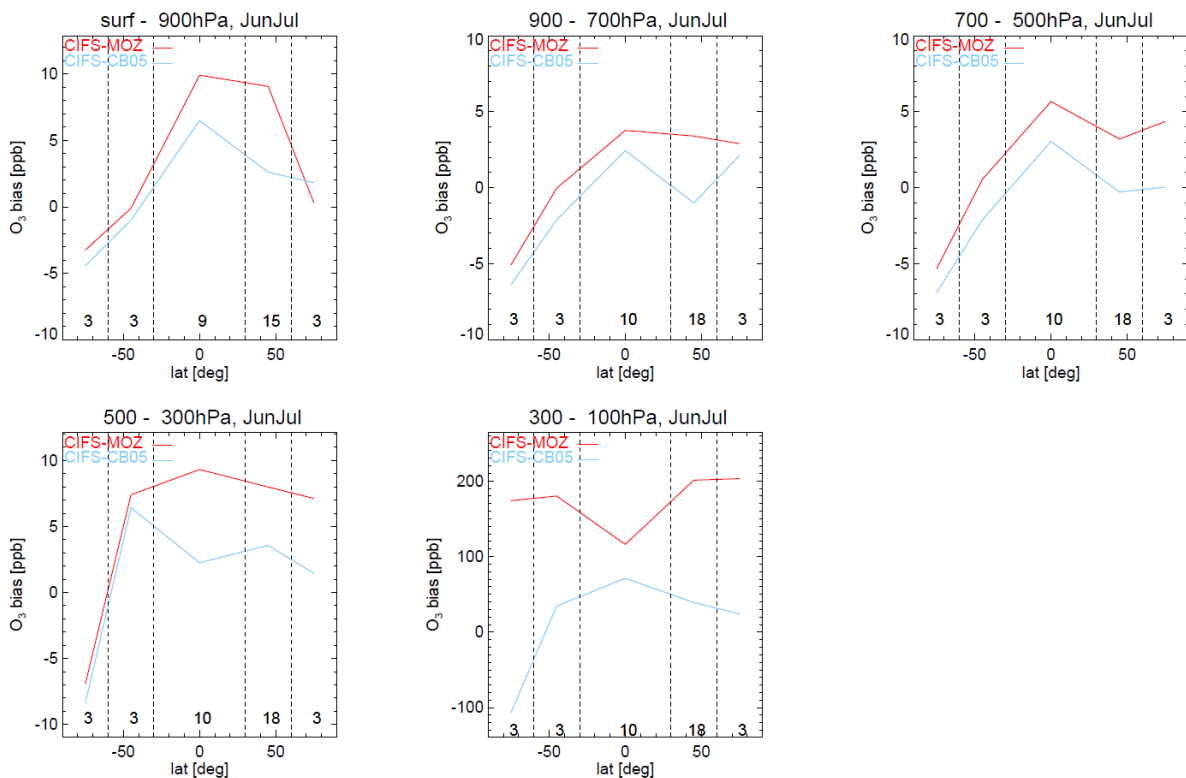 surf - 900hPa, JunJul
CIFS-MOZ
CIFS-CB05
10
5
0
-5
-10
O3 bias [ppb]
3 3 9 15 3
-50 0 50
lat [deg]
900 - 700hPa, JunJul
CIFS-MOZ
CIFS-CB05
10
5
0
-5
-10
O3 bias [ppb]
3 3 10 18 3
-50 0 50
lat [deg]
700 - 500hPa, JunJul
CIFS-MOZ
CIFS-CB05
10
5
0
-5
-10
O3 bias [ppb]
3 3 10 18 3
-50 0 50
lat [deg]
500 - 300hPa, JunJul
CIFS-MOZ
CIFS-CB05
10
5
0
-5
-10
O3 bias [ppb]
3 3 10 18 3
-50 0 50
lat [deg]
300 - 100hPa, JunJul
CIFS-MOZ
CIFS-CB05
200
100
0
-100
O3 bias [ppb]
3 3 10 18 3
-50 0 50
lat [deg]